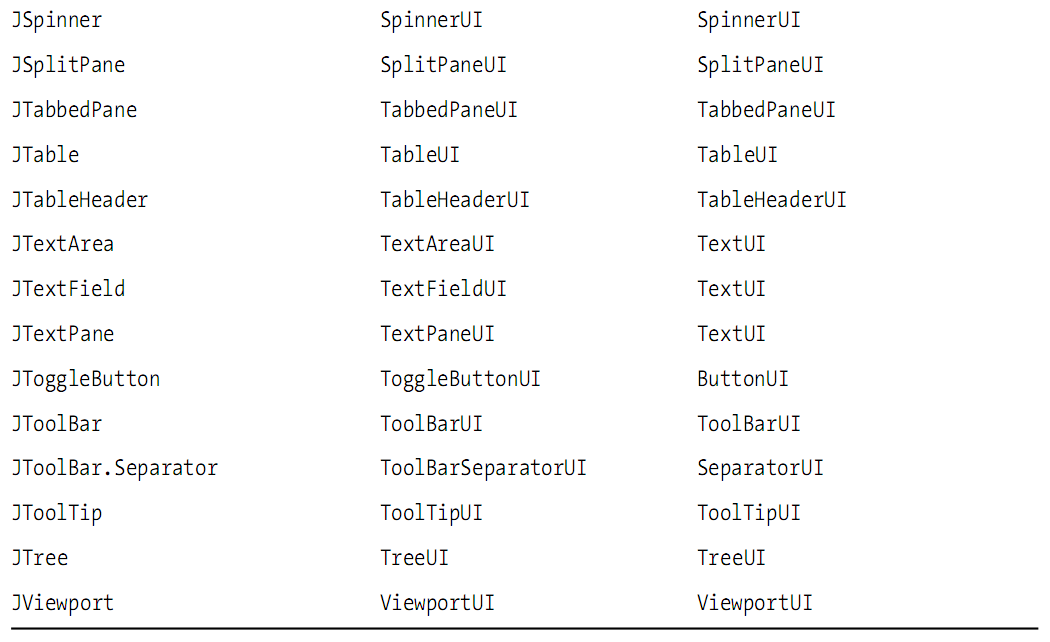 JSpinner SpinnerUI SpinnerUI
JSplitPane SplitPaneUI SplitPaneUI
JTabbedPane TabbedPaneUI TabbedPaneUI
JTable TableUI TableUI
JTableHeader TableHeaderUI TableHeaderUI
JTextArea TextAreaUI TextUI
JTextField TextFieldUI TextUI
JTextPane TextPaneUI TextUI
JToggleButton ToggleButtonUI ButtonUI
JToolBar ToolBarUI ToolBarUI
JToolBar.Separator ToolBarSeparatorUI SeparatorUI
JToolTip ToolTipUI ToolTipUI
JTree TreeUI TreeUI
JViewport ViewportUI ViewportUI